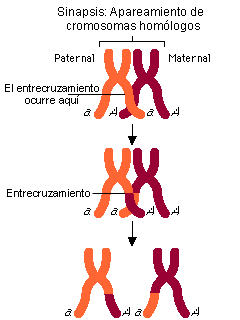 Sinapsis: Apareamiento de
cromosomas homólogos
Paternal
Maternal
El entrecruzamiento
ocurre aquí
a A a A
Entrecruzamiento
a A a A
a A a A